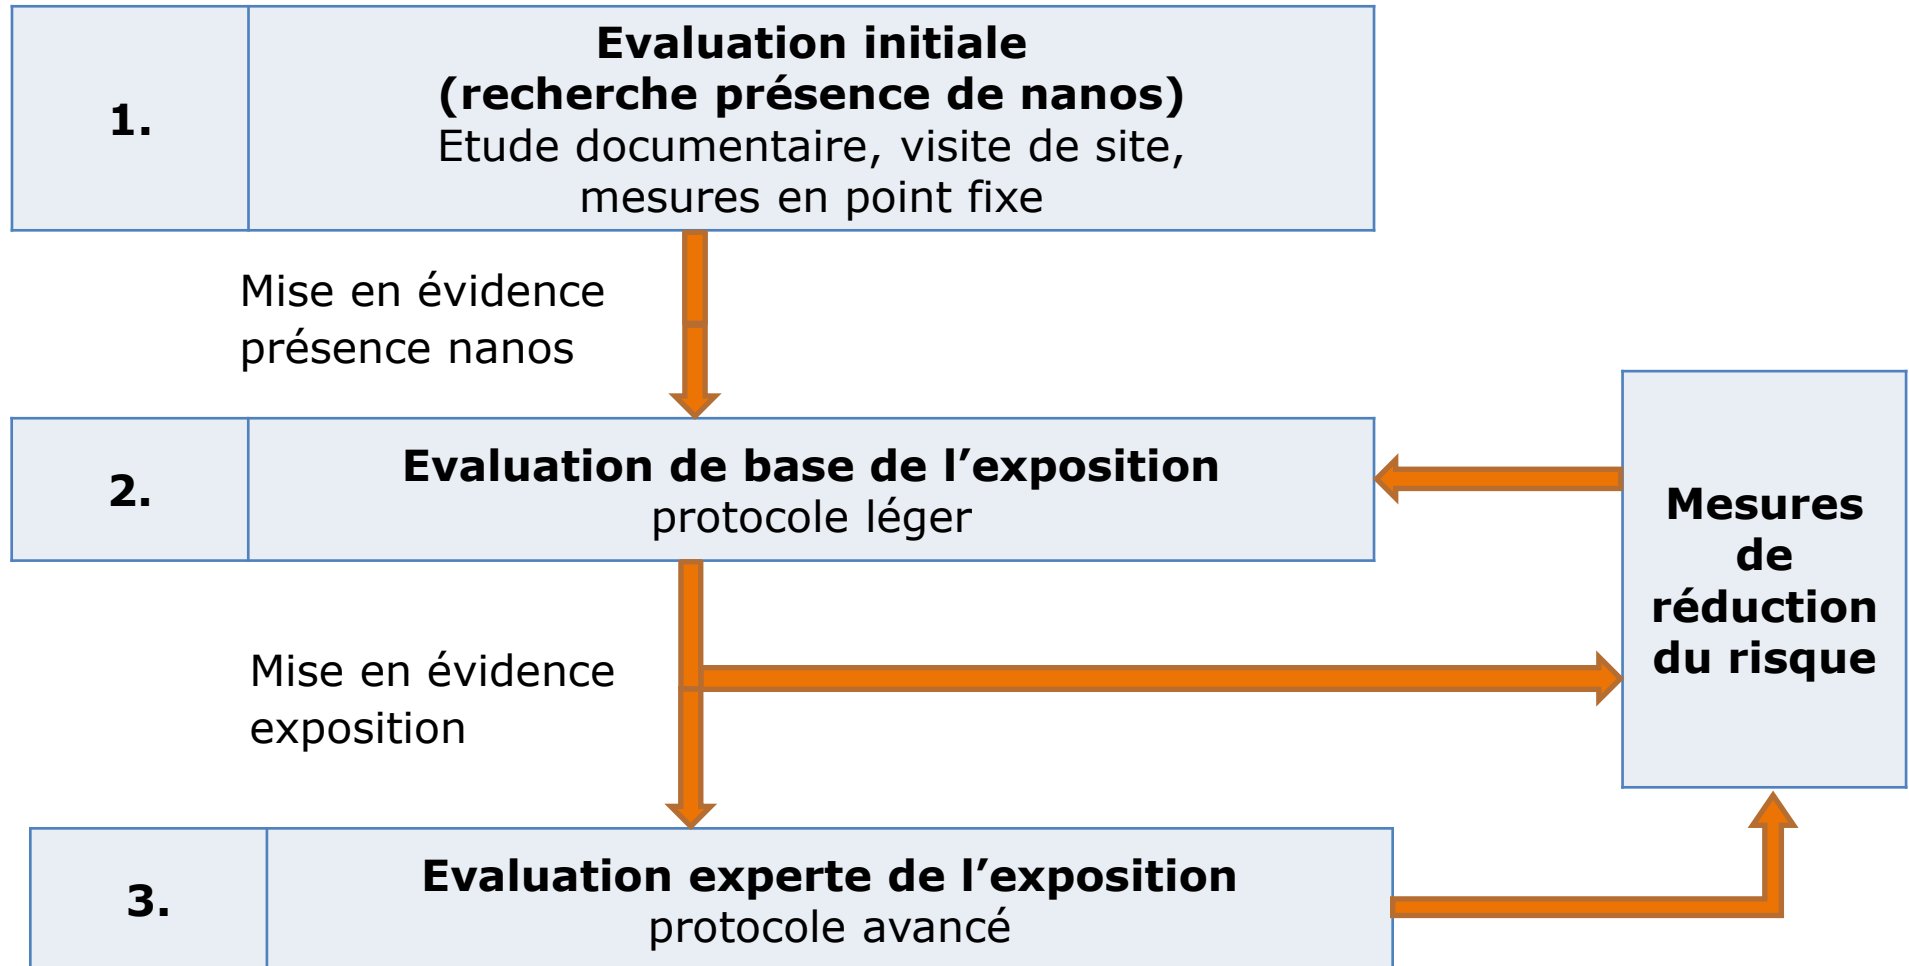 1.
Evaluation initiale
(recherche présence de nanos)
Etude documentaire, visite de site,
mesures en point fixe
Mise en évidence
présence nanos
2.
Evaluation de base de l’exposition
protocole léger
Mesures
de
réduction
du risque
Mise en évidence
exposition
3.
Evaluation experte de l’exposition
protocole avancé